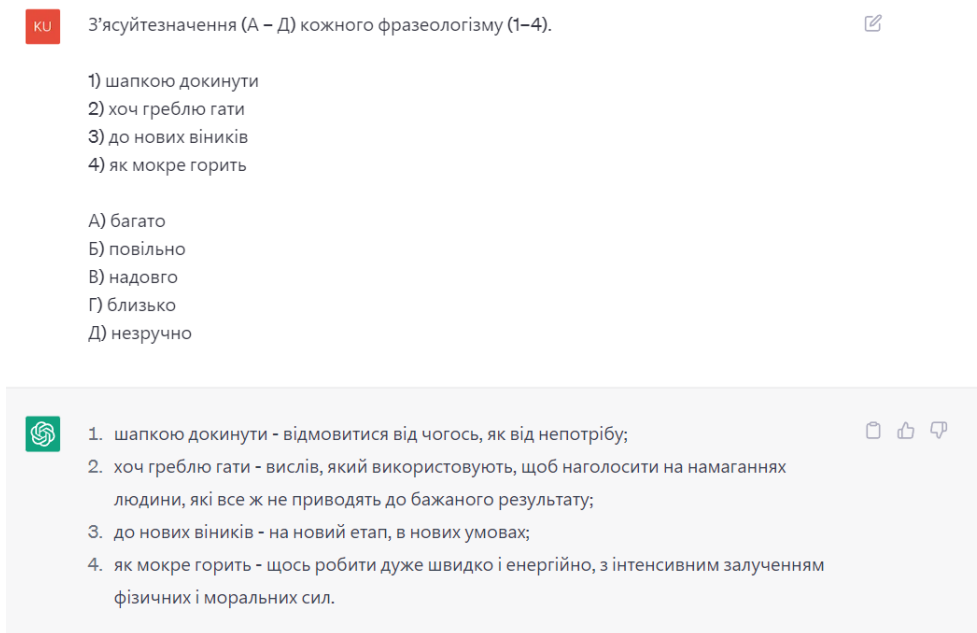 KU
З'ясуйтезначення (А – Д) кожного фразеологізму (1–4).
1) шапкою докинути
2) хоч греблю гати
3) до нових віників
4) як мокре горить
А) багато
Б) повільно
В) надовго
Г) близько
Д) незручно
1. шапкою докинути - відмовитися від чогось, як від непотрібу;
2. хоч греблю гати - вислів, який використовують, щоб наголосити на намаганнях
людини, які все ж не приводять до бажаного результату;
3. до нових віників - на новий етап, в нових умовах;
4. як мокре горить - щось робити дуже швидко і енергійно, з інтенсивним залученням
фізичних і моральних сил.